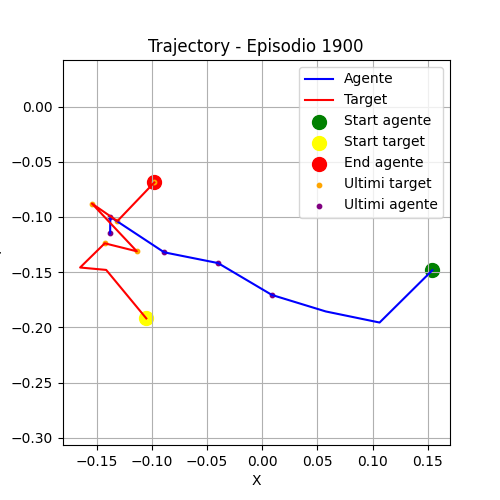 Trajectory - Episodio 1900
Agente
Target
Start agente
Start target
End agente
Ultimi target
Ultimi agente
0.00
−0.05
−0.10
−0.15
−0.20
−0.25
−0.30
−0.15
−0.10
−0.05
0.00
0.05
0.10
0.15
X